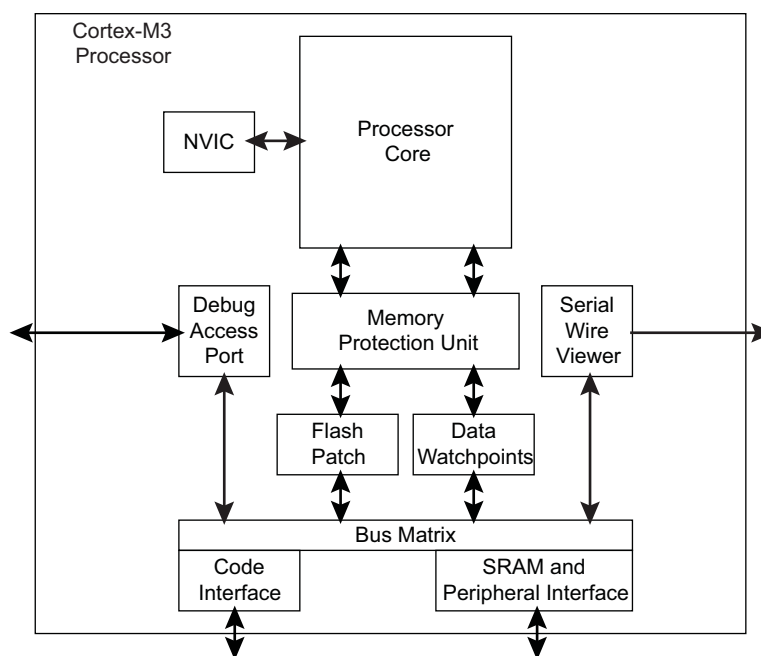 Cortex-M3
Processor
Processor
Core
NVIC
Debug
Access
Port
Memory
Protection Unit
Serial
Wire
Viewer
Flash
Patch
Data
Watchpoints
Bus Matrix
Code
Interface
SRAM and
Peripheral Interface